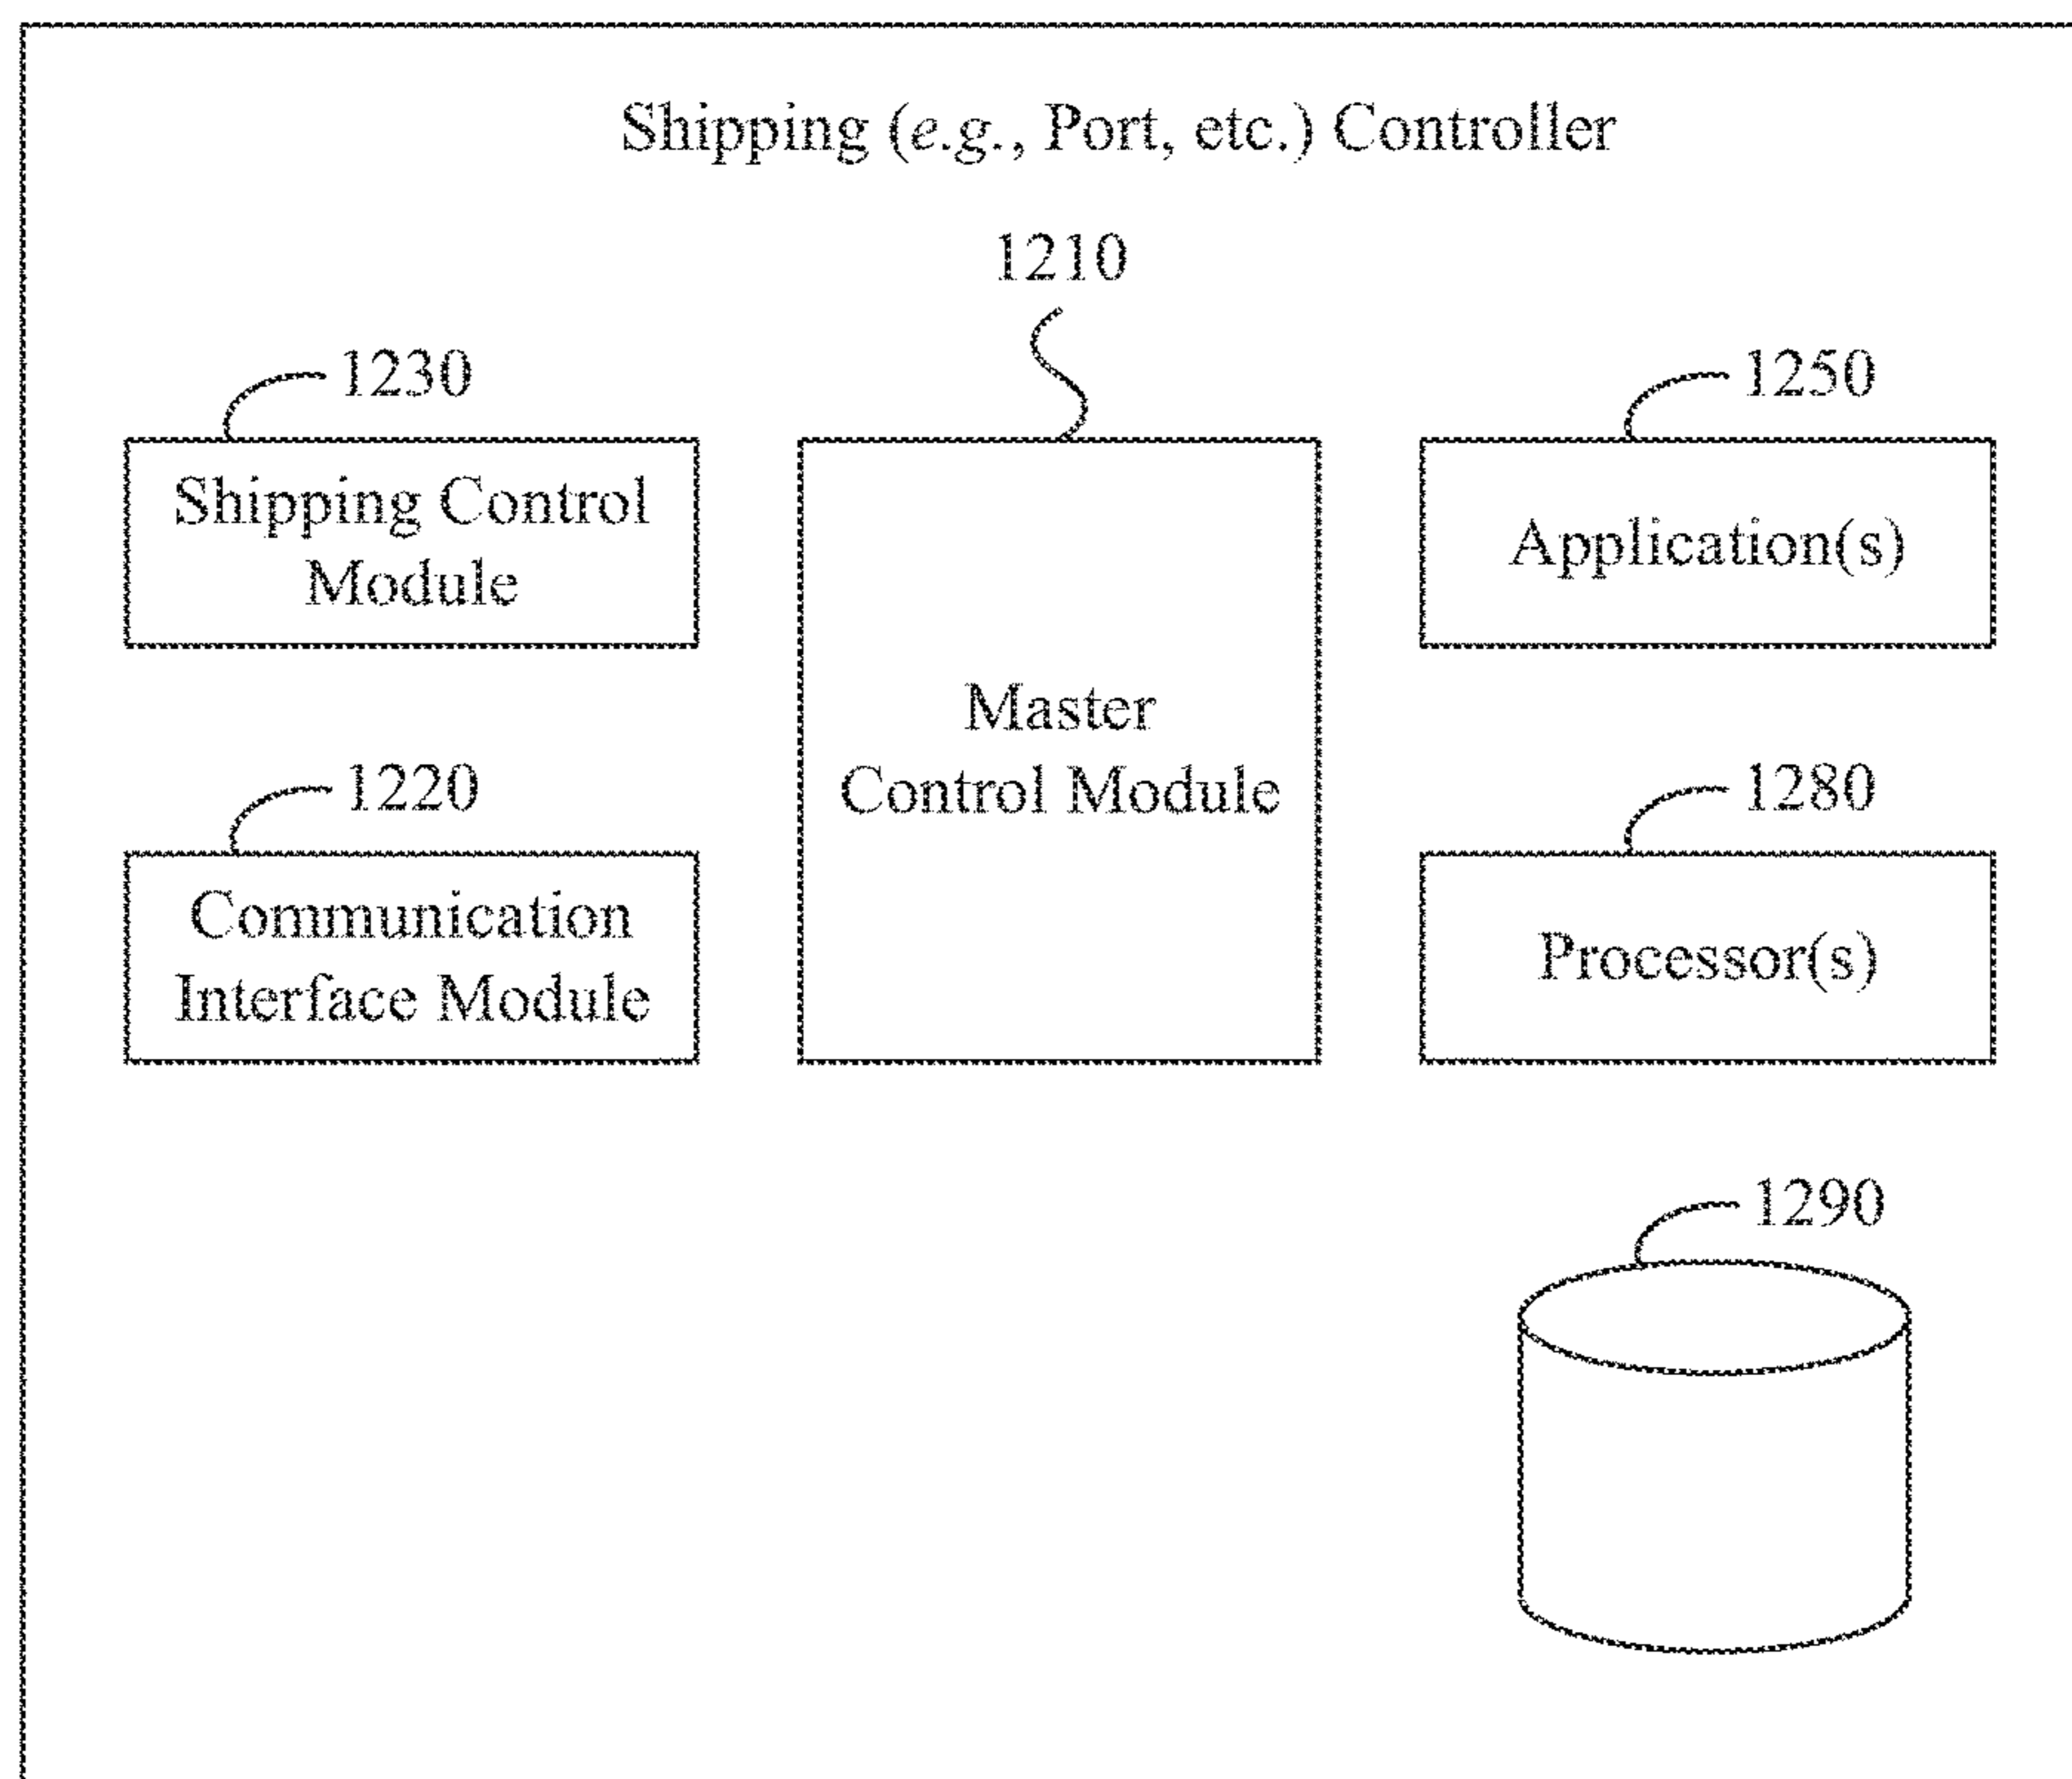 Shipping (e.g., Port, etc.) Controller
1210
1230
1250
Shipping Control
Module
Application(s)
Master
Control Module
1220
1280
Communication
Interface Module
Processor(s)
1290